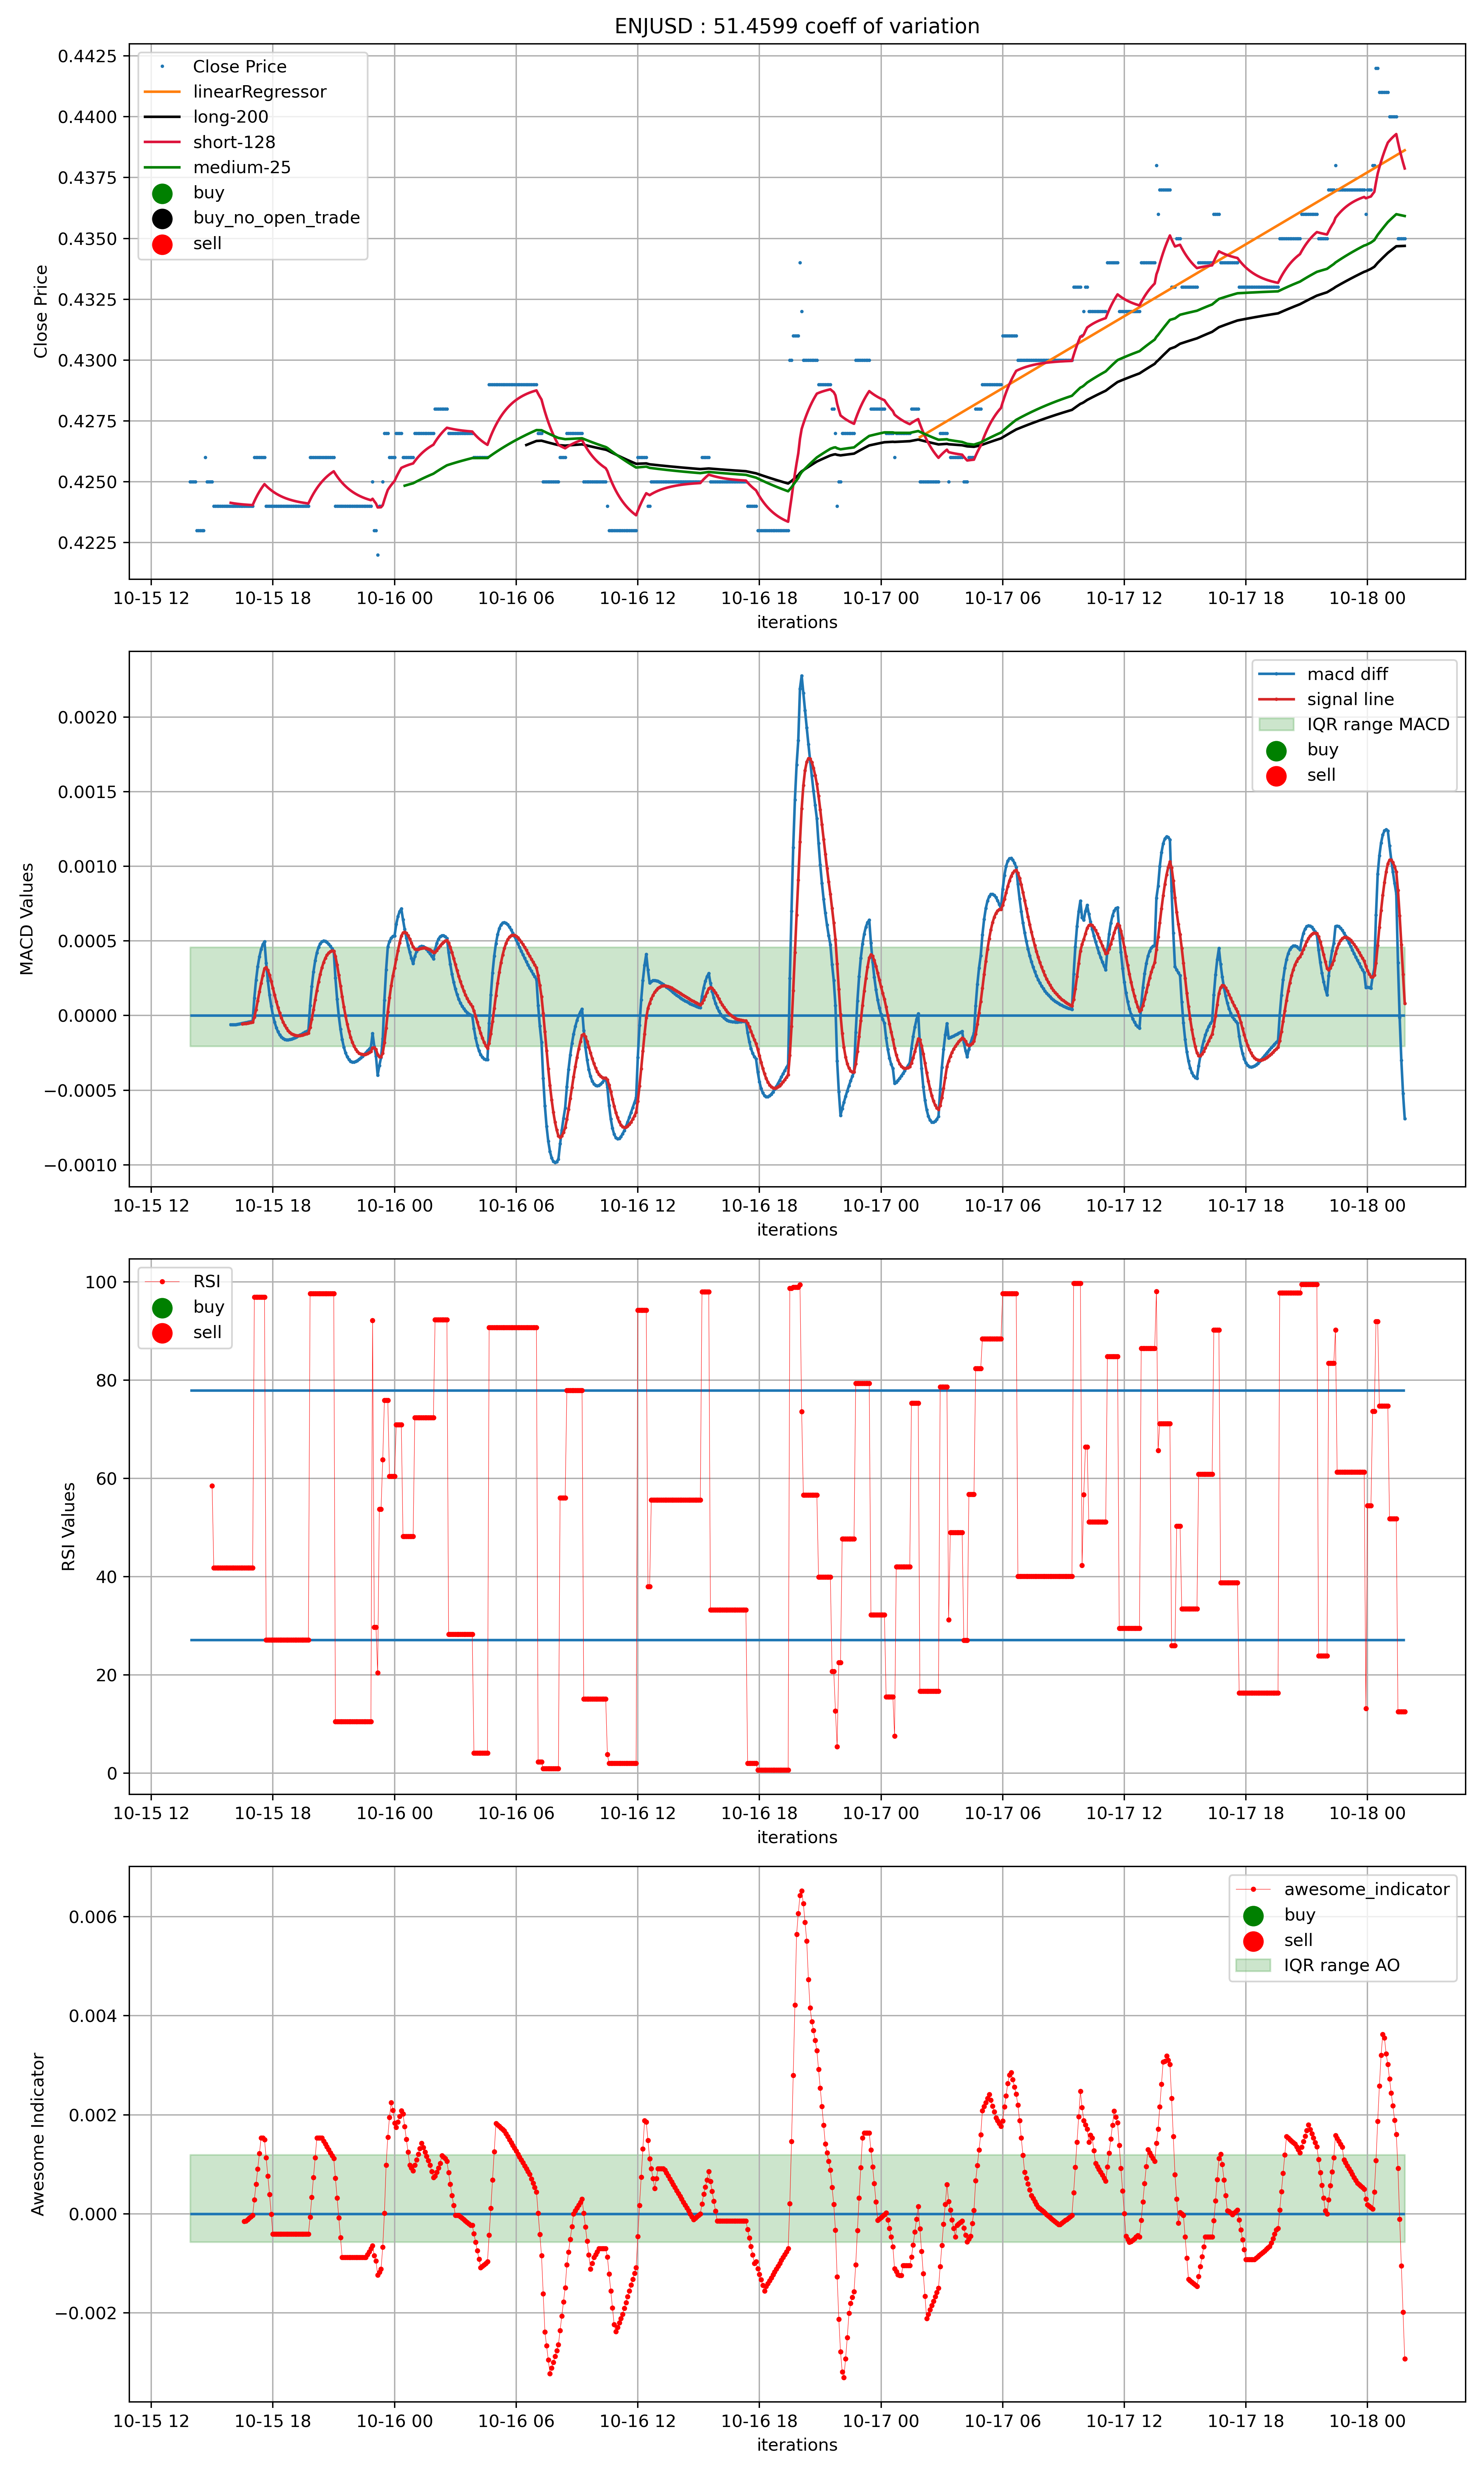 ENJUSD : 51.4599 coeff of variation
Close Price
0.4425
0.4400
0.4375
0.4350
0.4325
0.4300
0.4275
0.4250
0.4225
Close Price
linearRegressor
long-200
short-128
medium-25
buy
buy_no_open_trade
sell
10-15 12 10-15 18 10-16 00 10-16 06 10-16 12 10-16 18 10-17 00 10-17 06 10-17 12 10-17 18 10-18 00
iterations
MACD Values
0.0020
0.0015
0.0010
0.0005
0.0000
−0.0005
−0.0010
macd diff
signal line
IQR range MACD
buy
sell
10-15 12 10-15 18 10-16 00 10-16 06 10-16 12 10-16 18 10-17 00 10-17 06 10-17 12 10-17 18 10-18 00
iterations
RSI Values
100
80
60
40
20
0
RSI
buy
sell
10-15 12 10-15 18 10-16 00 10-16 06 10-16 12 10-16 18 10-17 00 10-17 06 10-17 12 10-17 18 10-18 00
iterations
Awesome Indicator
0.006
0.004
0.002
0.000
−0.002
awesome_indicator
buy
sell
IQR range AO
10-15 12 10-15 18 10-16 00 10-16 06 10-16 12 10-16 18 10-17 00 10-17 06 10-17 12 10-17 18 10-18 00
iterations